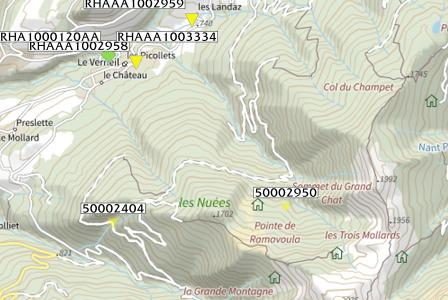 RHAAA1002959
les Landaz
740
RHA1000120AA
RHAAA1003334
RHAAA1002958
les Picollets
Le Verneil
le Château
Col du Champet
1745
Preslette
le Mollard
Nant P
50002950
Sommet du Grand
Chat
1992
50002404
les Nuées
1702
1956
Pointe de
Ramavoula
les Trois Mollards
821
la Grande Montagne